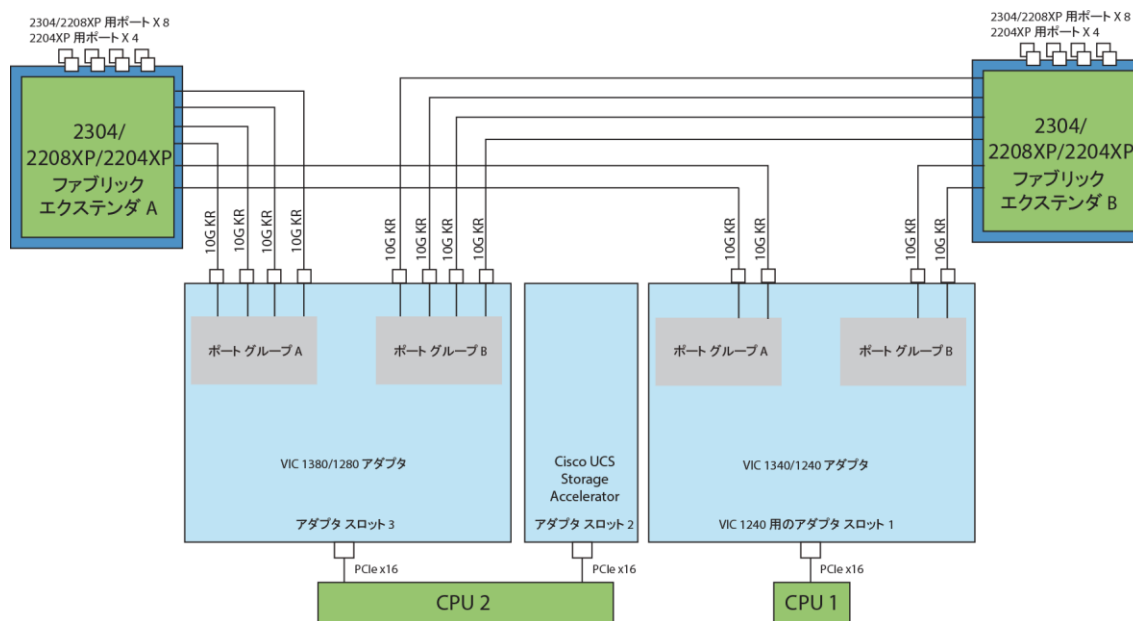 2304/2208XP 用ポート X 8
2204XP 用ポート X 4
2304/2208XP 用ポート X 8
2204XP 用ポート X 4
2304/
2208XP/2204XP
ファブリック
エクステンダ A
2304/
2208XP/2204XP
ファブリック
エクステンダ B
10G KR
10G KR
10G KR
10G KR
10G KR
10G KR
10G KR
10G KR
10G KR
10G KR
10G KR
10G KR
ポート グループ A
ポート グループ B
ポート グループ A
ポート グループ B
VIC 1380/1280 アダプタ
Cisco UCS
Storage
Accelerator
VIC 1340/1240 アダプタ
アダプタ スロット 3
アダプタ スロット 2
VIC 1240 用のアダプタ スロット 1
PCIe x16
PCIe x16
PCIe x16
CPU 2
CPU 1